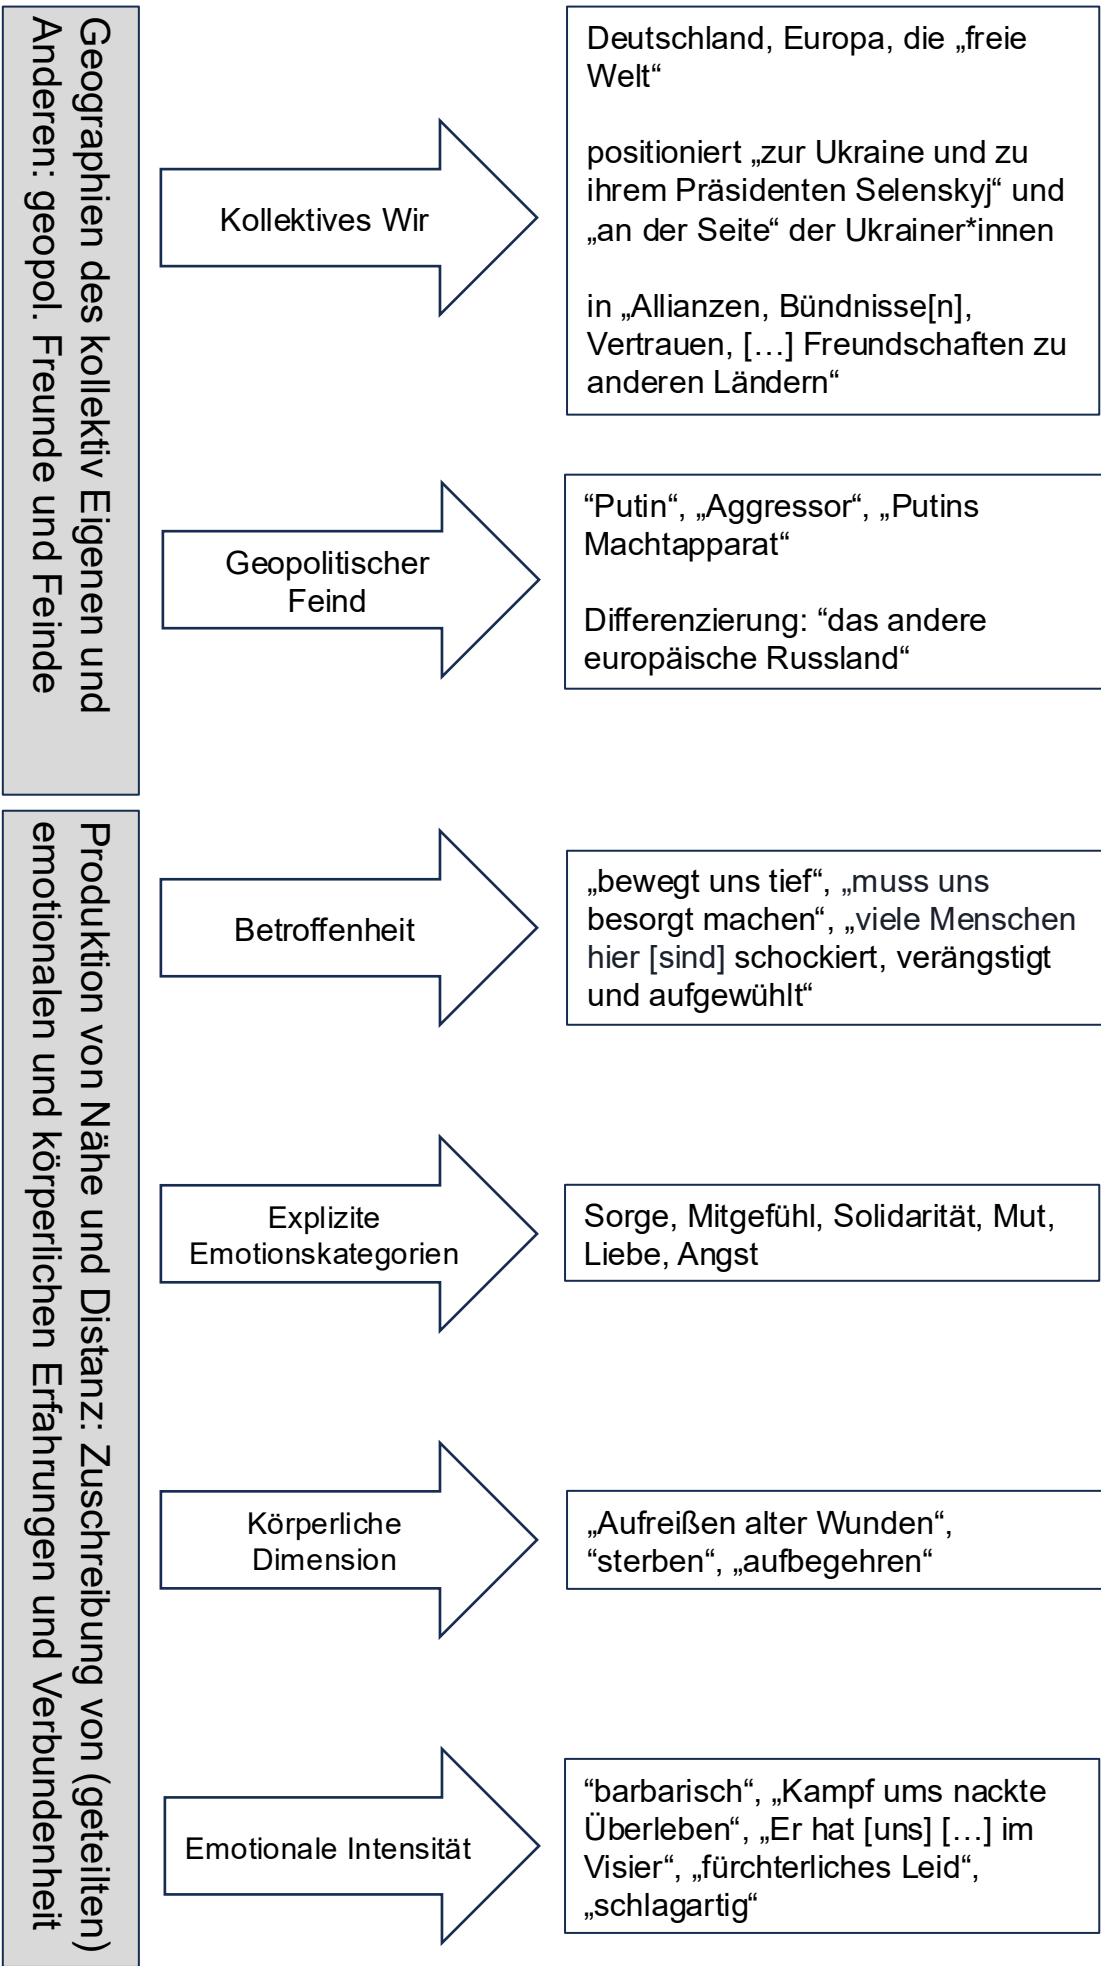 Geographien des kollektiv Eigenen und
Anderen: geopol. Freunde und Feinde
Kollektives Wir
Deutschland, Europa, die „freie
Welt“
positioniert „zur Ukraine und zu
ihrem Präsidenten Selenskyj“ und
„an der Seite“ der Ukrainer*innen
in „Allianzen, Bündnisse[n],
Vertrauen, […] Freundschaften zu
anderen Ländern“
Geopolitischer
Feind
“Putin“, „Aggressor“, „Putins
Machtapparat“
Differenzierung: “das andere
europäische Russland“
Produktion von Nähe und Distanz: Zuschreibung von (geteilten)
emotionalen und körperlichen Erfahrungen und Verbundenheit
Betroffenheit
„bewegt uns tief“, „muss uns
besorgt machen“, „viele Menschen
hier [sind] schockiert, verängstigt
und aufgewühlt“
Explizite
Emotionskategorien
Sorge, Mitgefühl, Solidarität, Mut,
Liebe, Angst
Körperliche
Dimension
„Aufreißen alter Wunden“,
“sterben“, „aufbegehren“
Emotionale Intensität
“barbarisch“, „Kampf ums nackte
Überleben“, „Er hat [uns] […] im
Visier“, „fürchterliches Leid“,
„schlagartig“